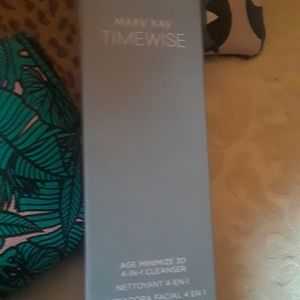 MARY KAY
TIMEWISE
AGE MINIMIZE 3D
4-IN-1 CLEANSER
NETTOYANT 4-EN-1
FACIAL 4 EN 1